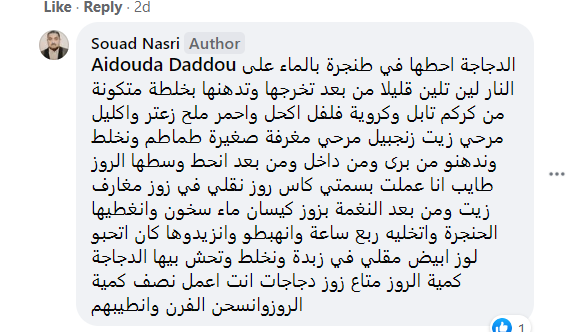 Like · Reply · 2d
Souad Nasri Author
Aidouda Daddou الدجاجة احطها في طنجرة بالماء على
النار لين تلين قليلا من بعد تخرجها وتدهنها بخلطة متكونة
من كركم تابل وكروية فلفل اكحل واحمر ملح زعتر واكليل
مرحي زيت زنجبيل مرحي مغرفة صغيرة طماطم ونخلط
وندهنو من برى ومن داخل ومن بعد انحط وسطها الروز
طايب انا عملت بسمتي كاس روز نقلي في زوز مغارف
زيت ومن بعد النغمة بزوز كيسان ماء سخون وانغطيها
الحنجرة واتخليه ربع ساعة وانهبطو وانزيدوها كان اتحبو
لوز ابيض مقلي في زبدة ونخلط وتحش بيها الدجاجة
كمية الروز متاع زوز دجاجات انت اعمل نصف كمية
الروزوانسحن الفرن وانطيبهم
1